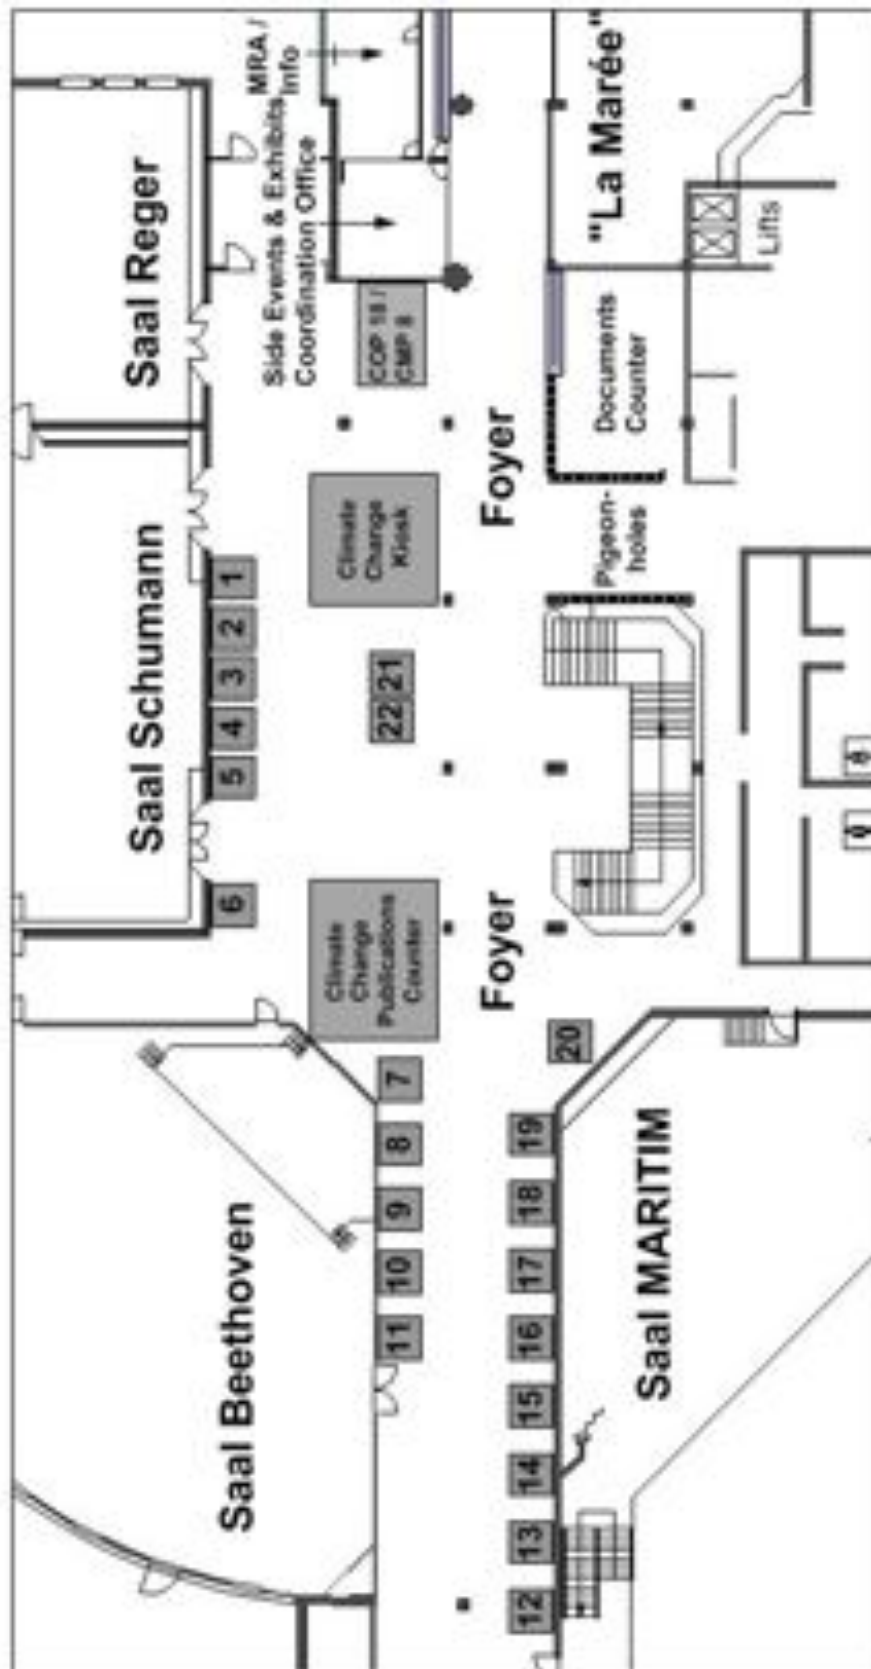 Saal Beethoven
Saal Schumann
Saal Reger
MRA /
Info
Side Events & Exhibits
Coordination Office
COP 18 /
CMP 8
Climate
Change
Kiosk
Climate
Change
Publications
Counter
1
2
3
4
5
6
7
8
9
10
11
22 21
Foyer
Foyer
12
13
14
15
16
17
18
19
20
Saal MARITIM
Pigeon-
holes
Documents
Counter
"La Marée"
Lifts